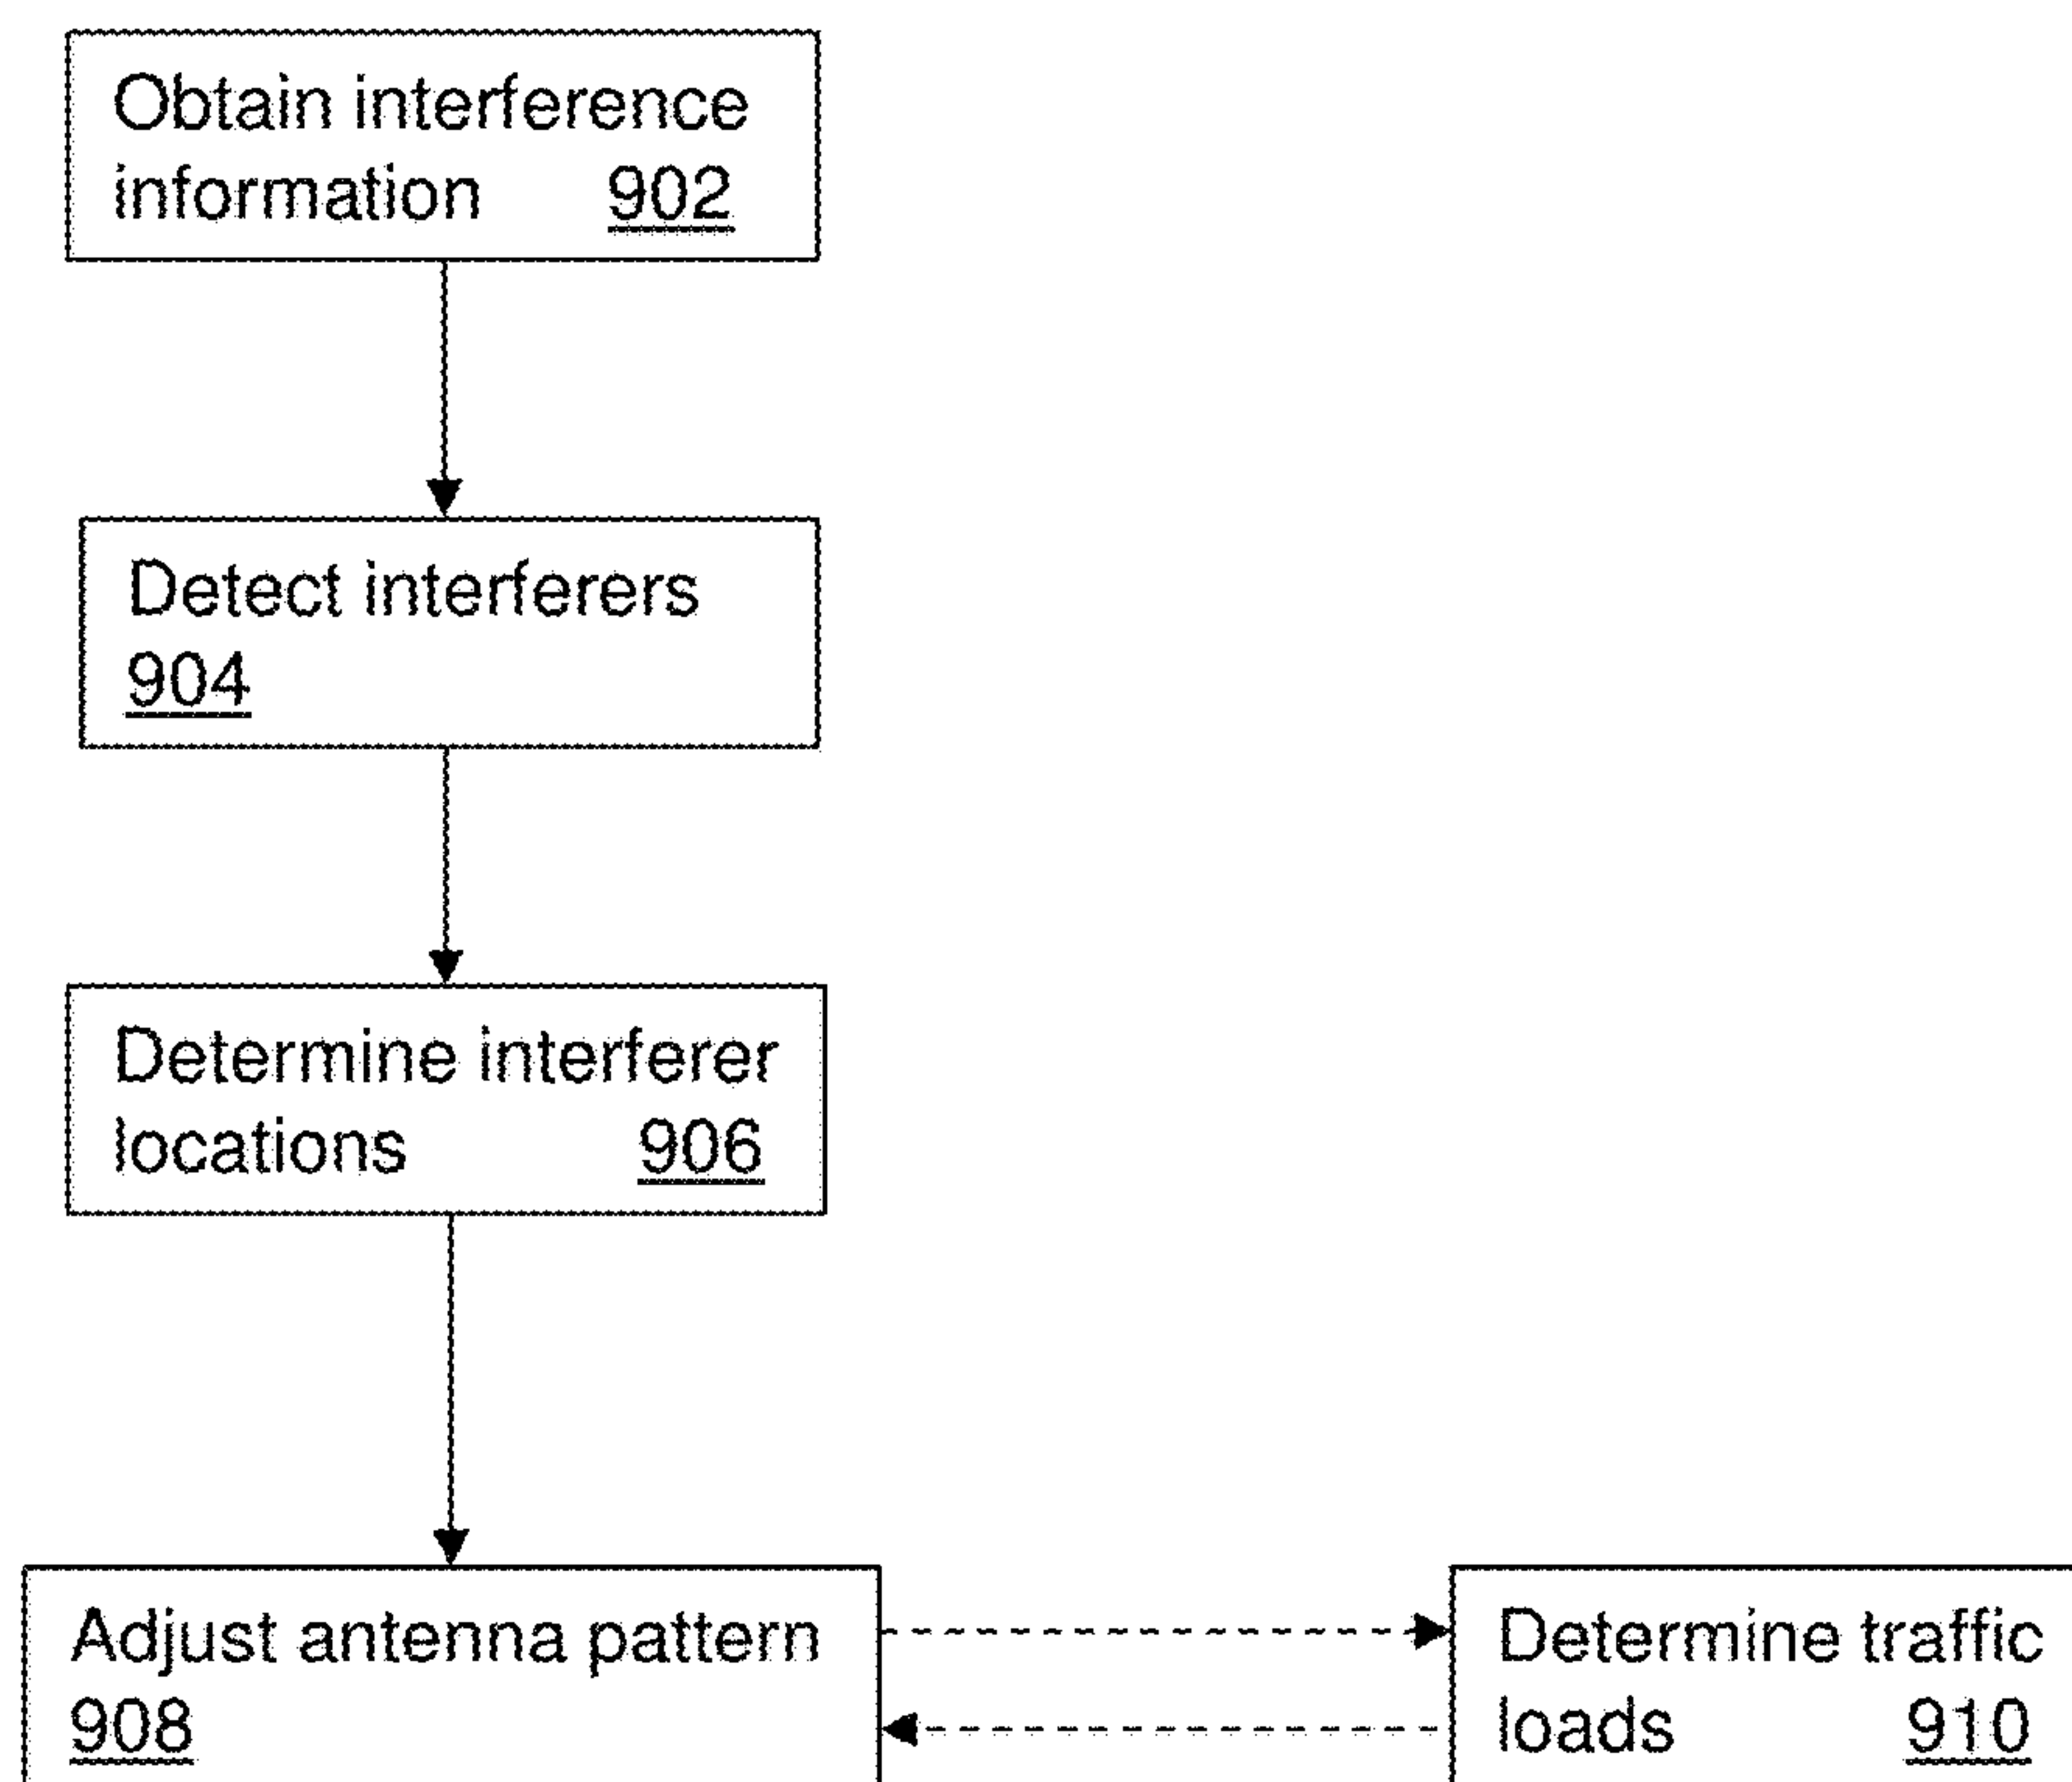 Obtain interference
information 902
Detect interferers
904
Determine interferer
locations 906
Adjust antenna pattern
908
Determine traffic
loads 910